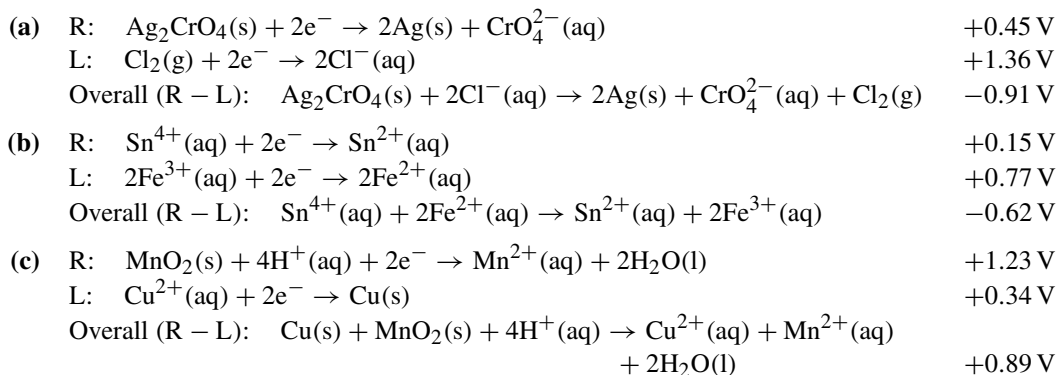 (a) R: Ag₂CrO₄(s) + 2e⁻ → 2Ag(s) + CrO₄²⁻(aq) +0.45 V
L: Cl₂(g) + 2e⁻ → 2Cl⁻(aq) +1.36 V
Overall (R − L): Ag₂CrO₄(s) + 2Cl⁻(aq) → 2Ag(s) + CrO₄²⁻(aq) + Cl₂(g) −0.91 V
(b) R: Sn⁴⁺(aq) + 2e⁻ → Sn²⁺(aq) +0.15 V
L: 2Fe³⁺(aq) + 2e⁻ → 2Fe²⁺(aq) +0.77 V
Overall (R − L): Sn⁴⁺(aq) + 2Fe²⁺(aq) → Sn²⁺(aq) + 2Fe³⁺(aq) −0.62 V
(c) R: MnO₂(s) + 4H⁺(aq) + 2e⁻ → Mn²⁺(aq) + 2H₂O(l) +1.23 V
L: Cu²⁺(aq) + 2e⁻ → Cu(s) +0.34 V
Overall (R − L): Cu(s) + MnO₂(s) + 4H⁺(aq) → Cu²⁺(aq) + Mn²⁺(aq)
+ 2H₂O(l) +0.89 V